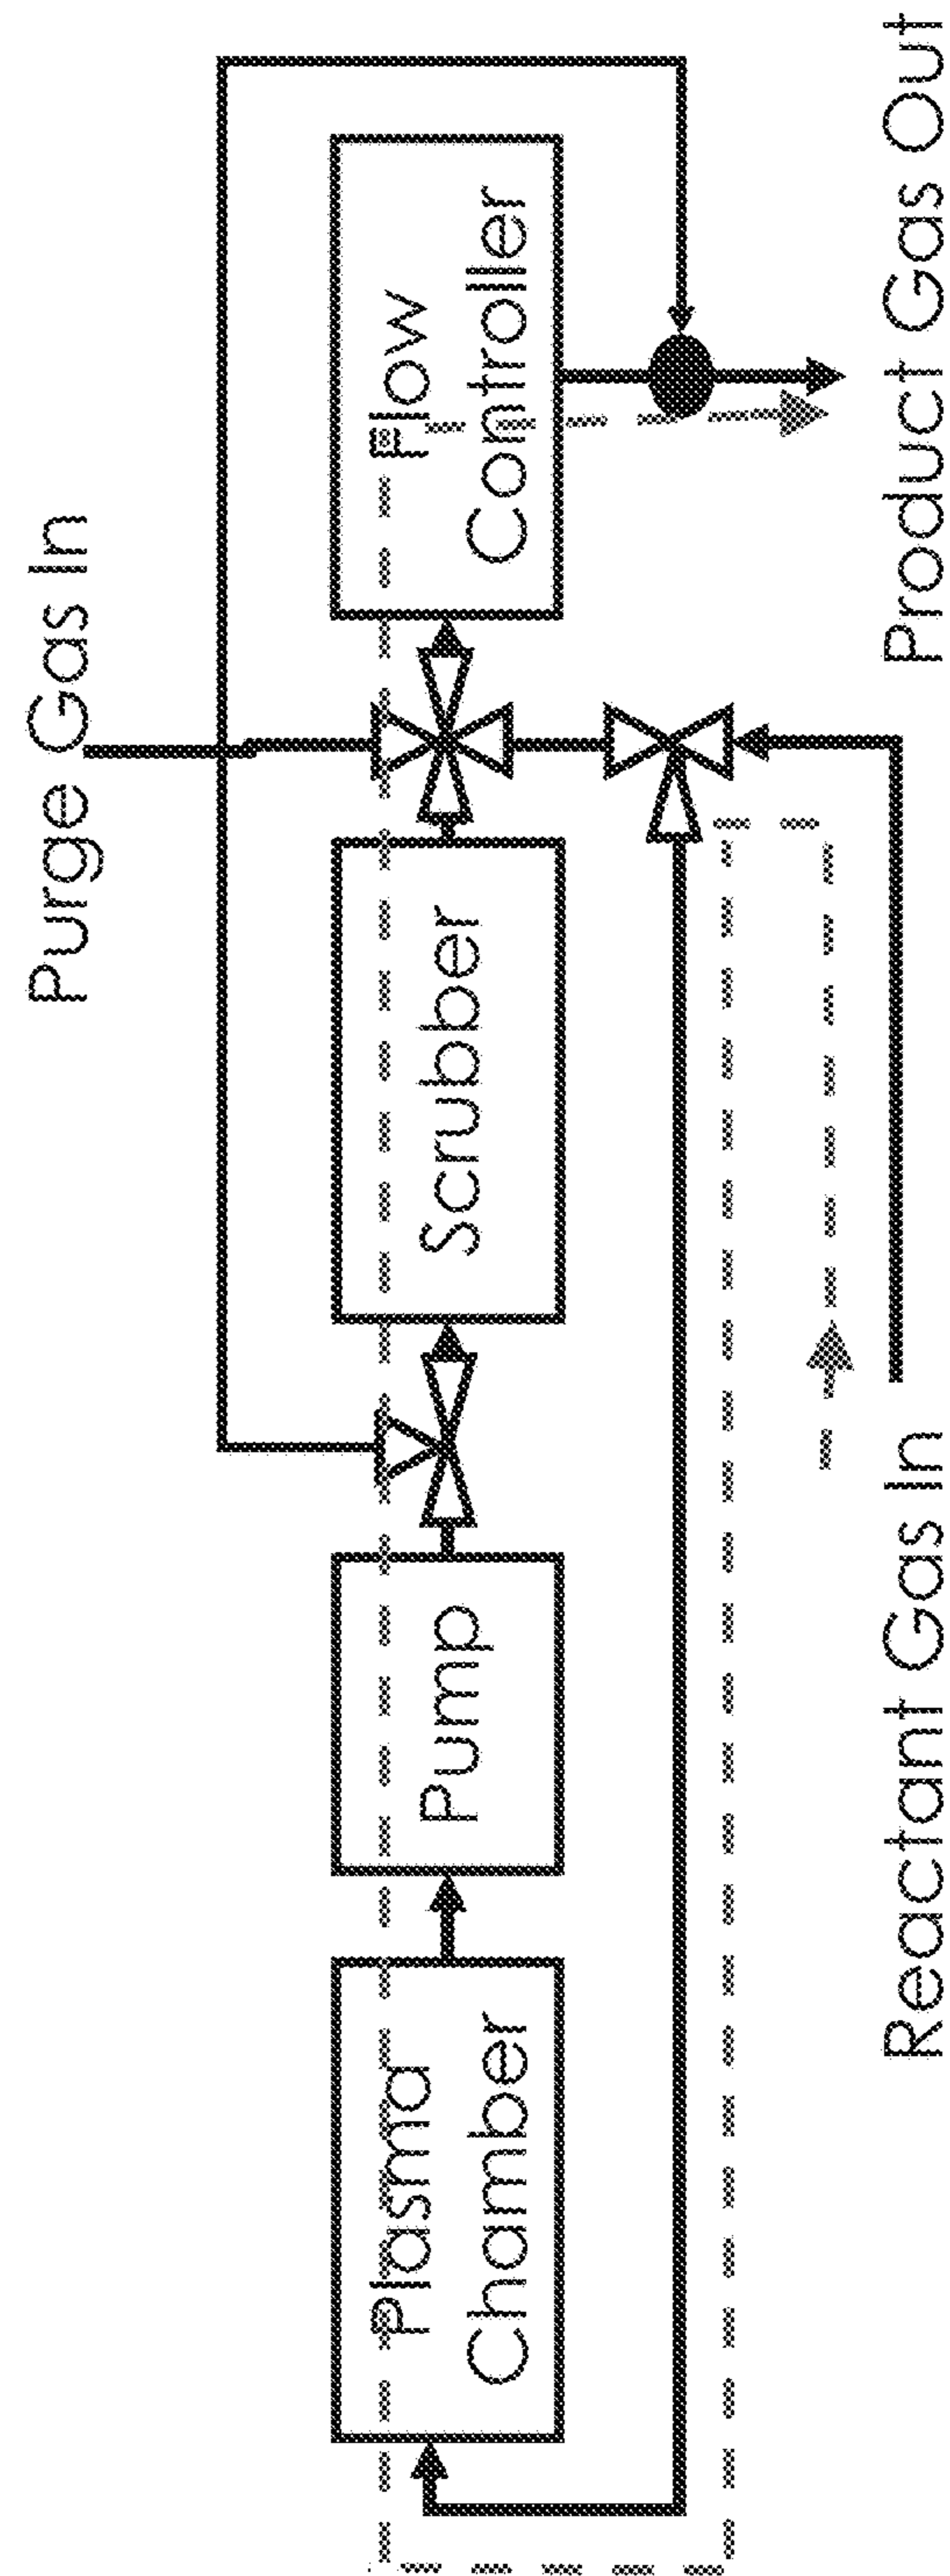 Purge Gas In
Plasma
Chamber
Pump
Scrubber
Flow
Controller
Reactant Gas In
Product Gas Out